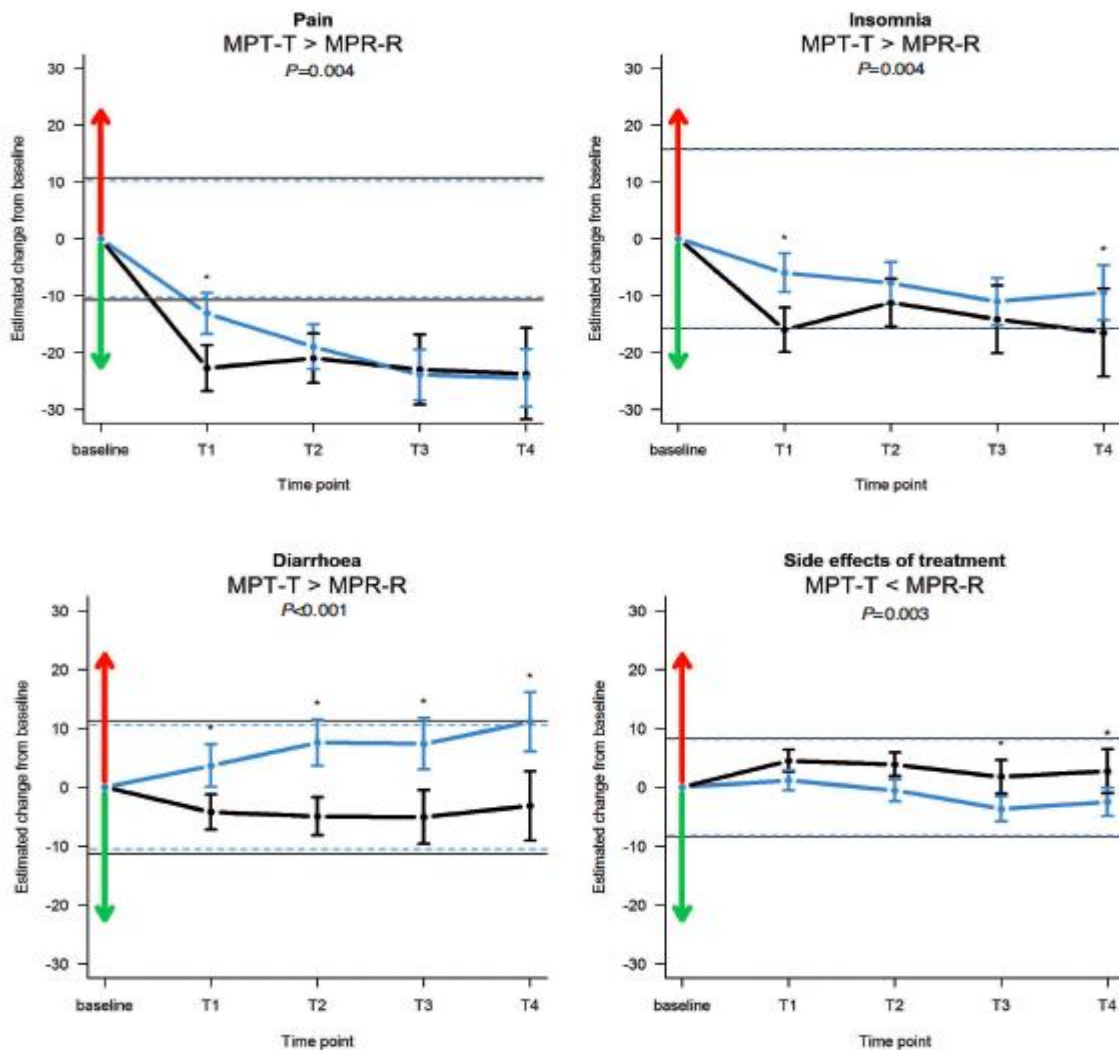 Pain
MPT-T > MPR-R
P=0.004
Estimated change from baseline
30
20
10
0
-10
-20
-30
*
baseline T1 T2 T3 T4
Time point
Insomnia
MPT-T > MPR-R
P=0.004
Estimated change from baseline
30
20
10
0
-10
-20
-30
* *
baseline T1 T2 T3 T4
Time point
Diarrhoea
MPT-T > MPR-R
P<0.001
Estimated change from baseline
30
20
10
0
-10
-20
-30
* * * *
baseline T1 T2 T3 T4
Time point
Side effects of treatment
MPT-T < MPR-R
P=0.003
Estimated change from baseline
30
20
10
0
-10
-20
-30
* *
baseline T1 T2 T3 T4
Time point